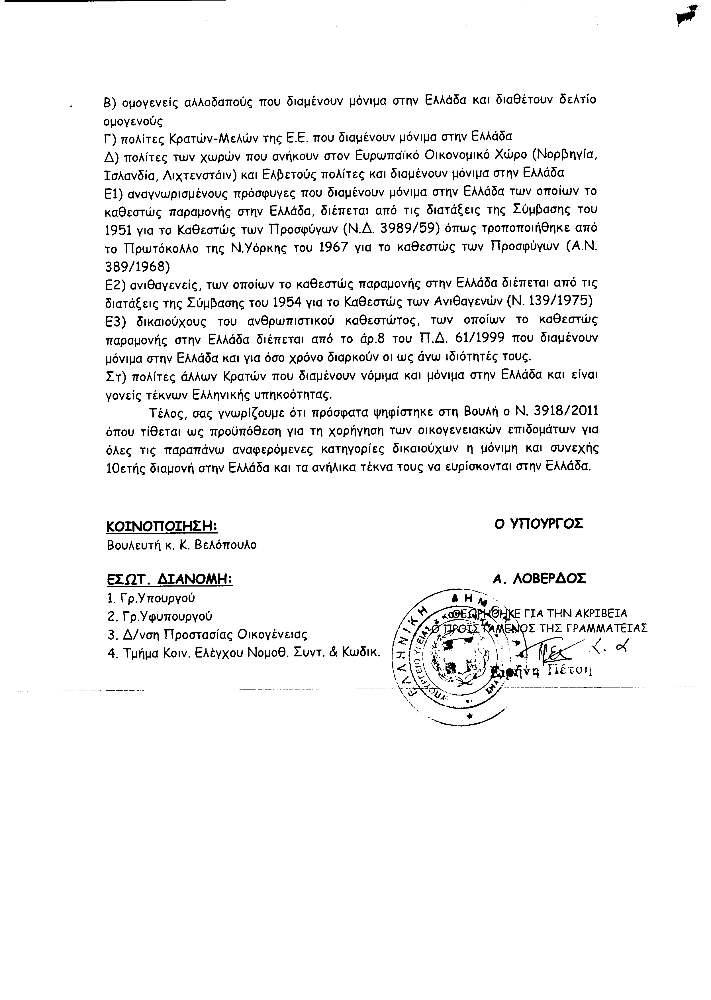 Β) ομογενείς αλλοδαπούς που διαμένουν μόνιμα στην Ελλάδα και διαθέτουν δελτίο
ομογενούς
Γ) πολίτες Κρατών-Μελών της Ε.Ε. που διαμένουν μόνιμα στην Ελλάδα
Δ) πολίτες των χωρών που ανήκουν στον Ευρωπαϊκό Οικονομικό Χώρο (Νορβηγία,
Ισλανδία, Λιχτενστάιν) και Ελβετούς πολίτες και διαμένουν μόνιμα στην Ελλάδα
Ε1) αναγνωρισμένους πρόσφυγες που διαμένουν μόνιμα στην Ελλάδα των οποίων το
καθεστώς παραμονής στην Ελλάδα, διέπεται από τις διατάξεις της Σύμβασης του
1951 για το Καθεστώς των Προσφύγων (Ν.Δ. 3989/59) όπως τροποποιήθηκε από
το Πρωτόκολλο της Ν.Υόρκης του 1967 για το καθεστώς των Προσφύγων (Α.Ν.
389/1968)
Ε2) ανιθαγενείς, των οποίων το καθεστώς παραμονής στην Ελλάδα διέπεται από τις
διατάξεις της Σύμβασης του 1954 για το Καθεστώς των Ανιθαγενών (Ν. 139/1975)
Ε3) δικαιούχους του ανθρωπιστικού καθεστώτος, των οποίων το καθεστώς
παραμονής στην Ελλάδα διέπεται από το άρ.8 του Π.Δ. 61/1999 που διαμένουν
μόνιμα στην Ελλάδα και για όσο χρόνο διαρκούν οι ως άνω ιδιότητές τους.
Στ) πολίτες άλλων Κρατών που διαμένουν νόμιμα και μόνιμα στην Ελλάδα και είναι
γονείς τέκνων Ελληνικής υπηκοότητας.
Τέλος, σας γνωρίζουμε ότι πρόσφατα ψηφίστηκε στη Βουλή ο Ν. 3918/2011
όπου τίθεται ως προϋπόθεση για τη χορήγηση των οικογενειακών επιδομάτων για
όλες τις παραπάνω αναφερόμενες κατηγορίες δικαιούχων η μόνιμη και συνεχής
10ετής διαμονή στην Ελλάδα και τα ανήλικα τέκνα τους να ευρίσκονται στην Ελλάδα.
ΚΟΙΝΟΠΟΙΗΣΗ:
Ο ΥΠΟΥΡΓΟΣ
Βουλευτή κ. Κ. Βελόπουλο
ΕΣΩΤ. ΔΙΑΝΟΜΗ:
Α. ΛΟΒΕΡΔΟΣ
1. Γρ.Υπουργού
2. Γρ.Υφυπουργού
3. Δ/νση Προστασίας Οικογένειας
4. Τμήμα Κοιν. Ελέγχου Νομοθ. Συντ. & Κωδικ.
ΘΕΩΡΗΘΗΚΕ ΓΙΑ ΤΗΝ ΑΚΡΙΒΕΙΑ
Ο ΠΡΟΪΣΤΑΜΕΝΟΣ ΤΗΣ ΓΡΑΜΜΑΤΕΙΑΣ
Ειρήνη Πέτση
ΕΛΛΗΝΙΚΗ ΔΗΜ
ΥΠΟΥΡΓΕΙΟ ΥΓΕΙΑΣ &